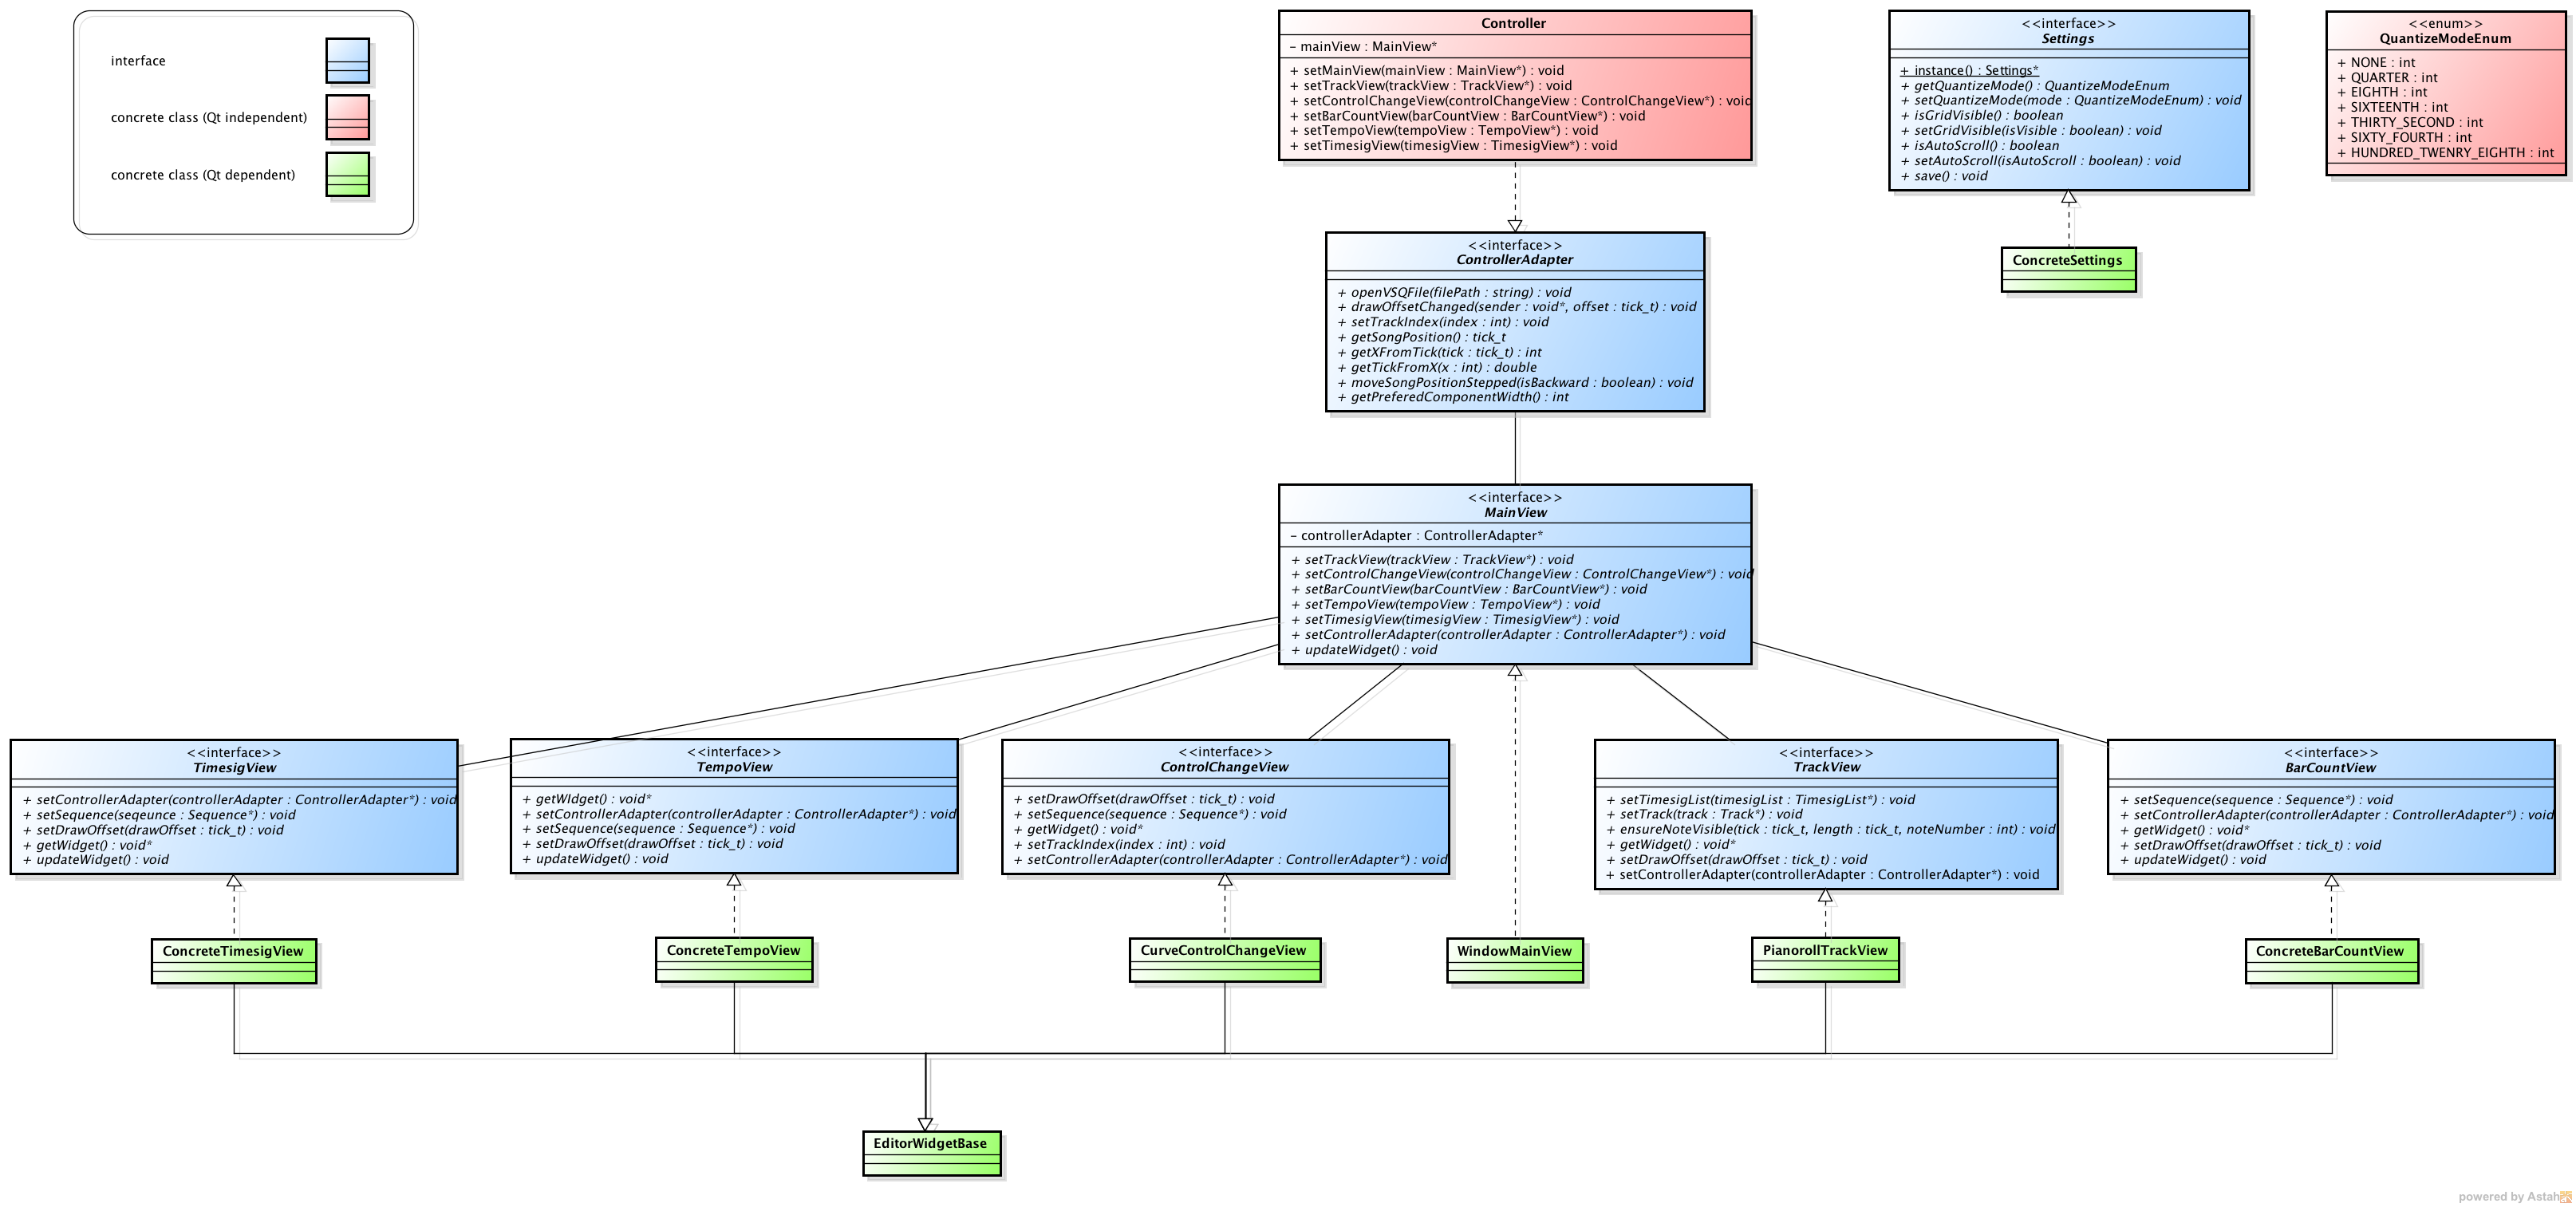 interface
concrete class (Qt independent)
concrete class (Qt dependent)
Controller
– mainView : MainView*
+ setMainView(mainView : MainView*) : void
+ setTrackView(trackView : TrackView*) : void
+ setControlChangeView(controlChangeView : ControlChangeView*) : void
+ setBarCountView(barCountView : BarCountView*) : void
+ setTempoView(tempoView : TempoView*) : void
+ setTimesigView(timesigView : TimesigView*) : void
<<interface>>
Settings
+ instance() : Settings*
+ getQuantizeMode() : QuantizeModeEnum
+ setQuantizeMode(mode : QuantizeModeEnum) : void
+ isGridVisible() : boolean
+ setGridVisible(isVisible : boolean) : void
+ isAutoScroll() : boolean
+ setAutoScroll(isAutoScroll : boolean) : void
+ save() : void
<<enum>>
QuantizeModeEnum
+ NONE : int
+ QUARTER : int
+ EIGHTH : int
+ SIXTEENTH : int
+ THIRTY_SECOND : int
+ SIXTY_FOURTH : int
+ HUNDRED_TWENRY_EIGHTH : int
<<interface>>
ControllerAdapter
+ openVSQFile(filePath : string) : void
+ drawOffsetChanged(sender : void*, offset : tick_t) : void
+ setTrackIndex(index : int) : void
+ getSongPosition() : tick_t
+ getXFromTick(tick : tick_t) : int
+ getTickFromX(x : int) : double
+ moveSongPositionStepped(isBackward : boolean) : void
+ getPreferedComponentWidth() : int
ConcreteSettings
<<interface>>
MainView
– controllerAdapter : ControllerAdapter*
+ setTrackView(trackView : TrackView*) : void
+ setControlChangeView(controlChangeView : ControlChangeView*) : void
+ setBarCountView(barCountView : BarCountView*) : void
+ setTempoView(tempoView : TempoView*) : void
+ setTimesigView(timesigView : TimesigView*) : void
+ setControllerAdapter(controllerAdapter : ControllerAdapter*) : void
+ updateWidget() : void
<<interface>>
TimesigView
+ setControllerAdapter(controllerAdapter : ControllerAdapter*) : void
+ setSequence(seqeunce : Sequence*) : void
+ setDrawOffset(drawOffset : tick_t) : void
+ getWidget() : void*
+ updateWidget() : void
<<interface>>
TempoView
+ getWIdget() : void*
+ setControllerAdapter(controllerAdapter : ControllerAdapter*) : void
+ setSequence(sequence : Sequence*) : void
+ setDrawOffset(drawOffset : tick_t) : void
+ updateWidget() : void
<<interface>>
ControlChangeView
+ setDrawOffset(drawOffset : tick_t) : void
+ setSequence(sequence : Sequence*) : void
+ getWidget() : void*
+ setTrackIndex(index : int) : void
+ setControllerAdapter(controllerAdapter : ControllerAdapter*) : void
<<interface>>
TrackView
+ setTimesigList(timesigList : TimesigList*) : void
+ setTrack(track : Track*) : void
+ ensureNoteVisible(tick : tick_t, length : tick_t, noteNumber : int) : void
+ getWidget() : void*
+ setDrawOffset(drawOffset : tick_t) : void
+ setControllerAdapter(controllerAdapter : ControllerAdapter*) : void
<<interface>>
BarCountView
+ setSequence(sequence : Sequence*) : void
+ setControllerAdapter(controllerAdapter : ControllerAdapter*) : void
+ getWidget() : void*
+ setDrawOffset(drawOffset : tick_t) : void
+ updateWidget() : void
ConcreteTimesigView
ConcreteTempoView
CurveControlChangeView
WindowMainView
PianorollTrackView
ConcreteBarCountView
EditorWidgetBase
powered by Astah